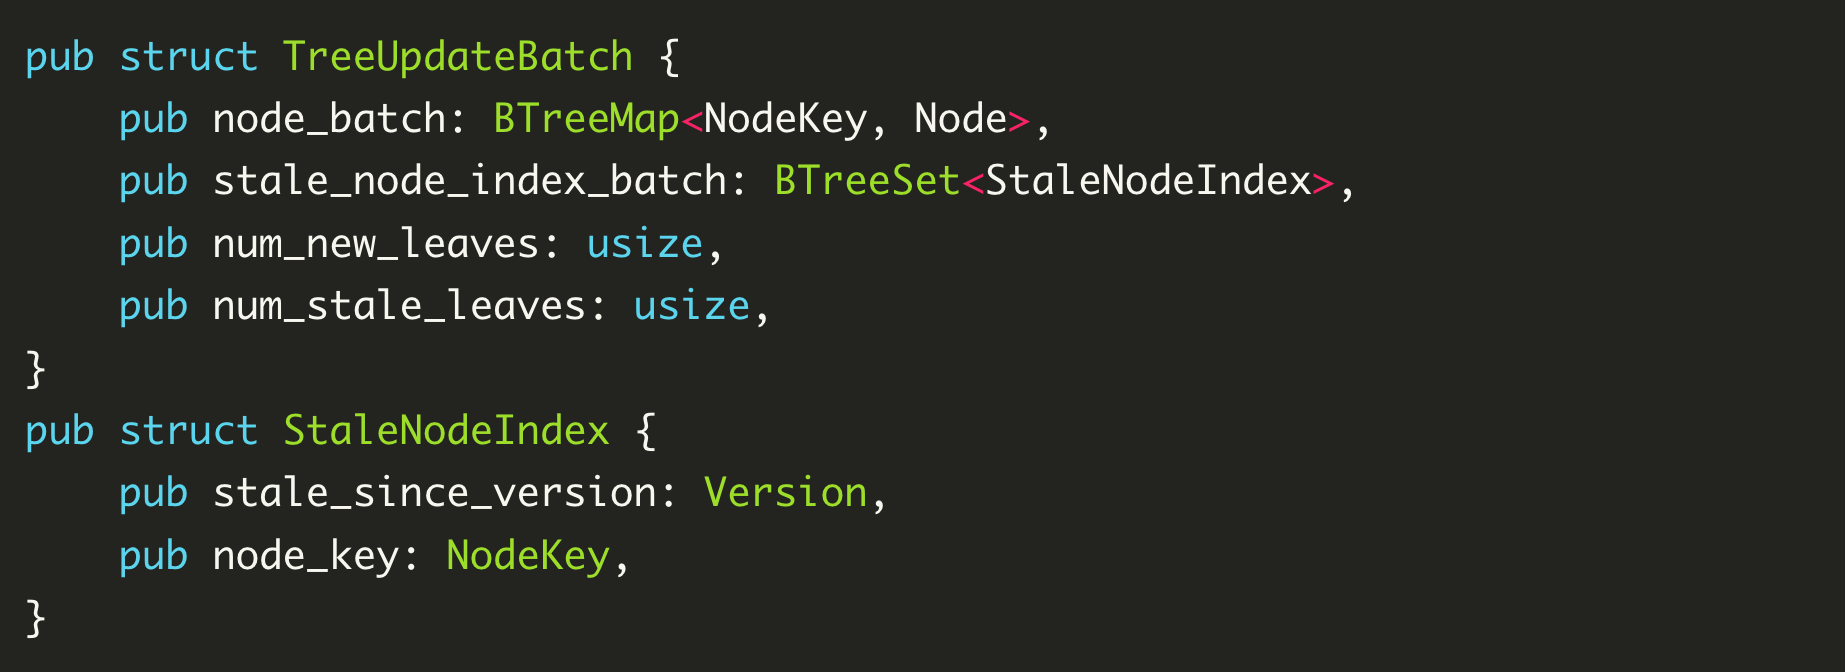 pub struct TreeUpdateBatch {
    pub node_batch: BTreeMap<NodeKey, Node>,
    pub stale_node_index_batch: BTreeSet<StaleNodeIndex>,
    pub num_new_leaves: usize,
    pub num_stale_leaves: usize,
}
pub struct StaleNodeIndex {
    pub stale_since_version: Version,
    pub node_key: NodeKey,
}